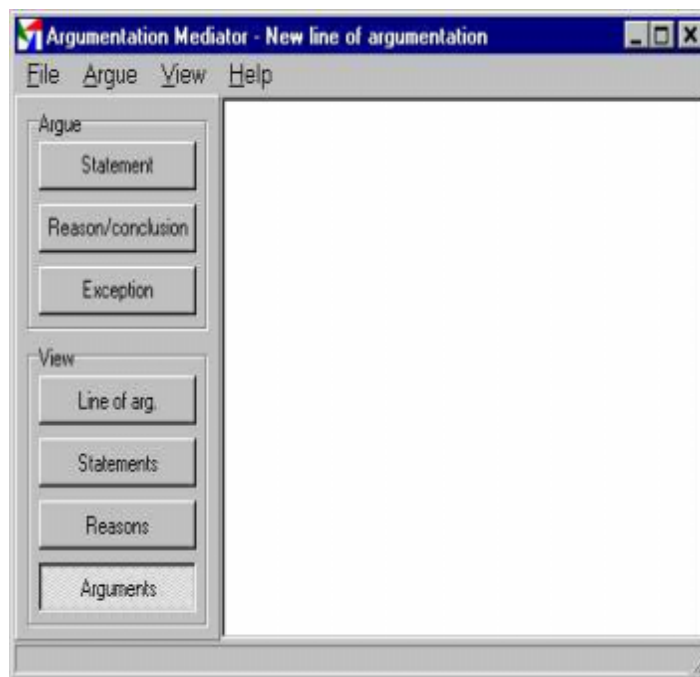 Argumentation Mediator - New line of argumentation
File Argue View Help
Argue
Statement
Reason/conclusion
Exception
View
Line of arg.
Statements
Reasons
Arguments